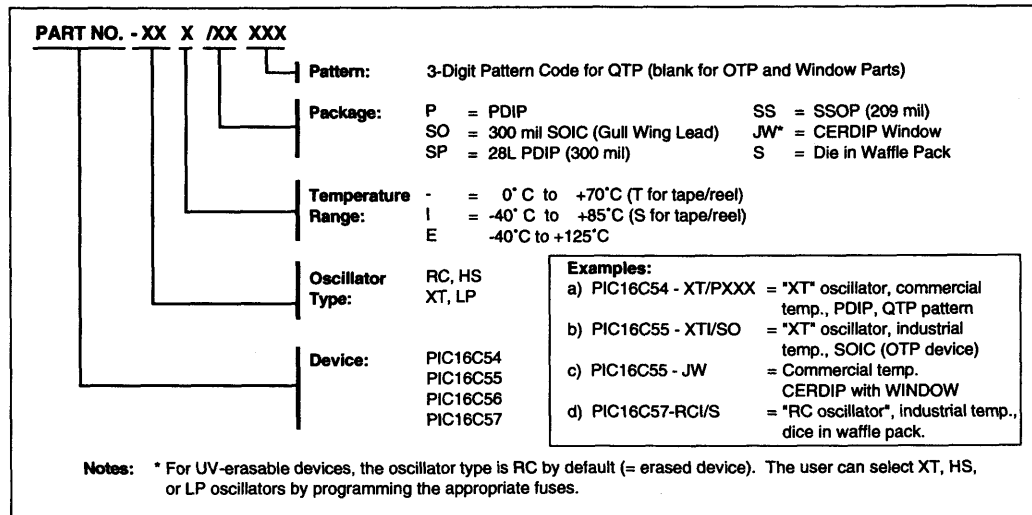 PART NO. - XX X /XX XXX
Pattern: 3-Digit Pattern Code for QTP (blank for OTP and Window Parts)
Package: P = PDIP SS = SSOP (209 mil)
SO = 300 mil SOIC (Gull Wing Lead) JW* = CERDIP Window
SP = 28L PDIP (300 mil) S = Die in Waffle Pack
Temperature - = 0° C to +70°C (T for tape/reel)
Range: I = -40° C to +85°C (S for tape/reel)
E -40°C to +125°C
Oscillator RC, HS
Type: XT, LP
Device: PIC16C54
PIC16C55
PIC16C56
PIC16C57
Examples:
a) PIC16C54 - XT/PXXX = "XT" oscillator, commercial
temp., PDIP, QTP pattern
b) PIC16C55 - XTI/SO = "XT" oscillator, industrial
temp., SOIC (OTP device)
c) PIC16C55 - JW = Commercial temp.
CERDIP with WINDOW
d) PIC16C57-RCI/S = "RC oscillator", industrial temp.,
dice in waffle pack.
Notes: * For UV-erasable devices, the oscillator type is RC by default (= erased device). The user can select XT, HS,
or LP oscillators by programming the appropriate fuses.